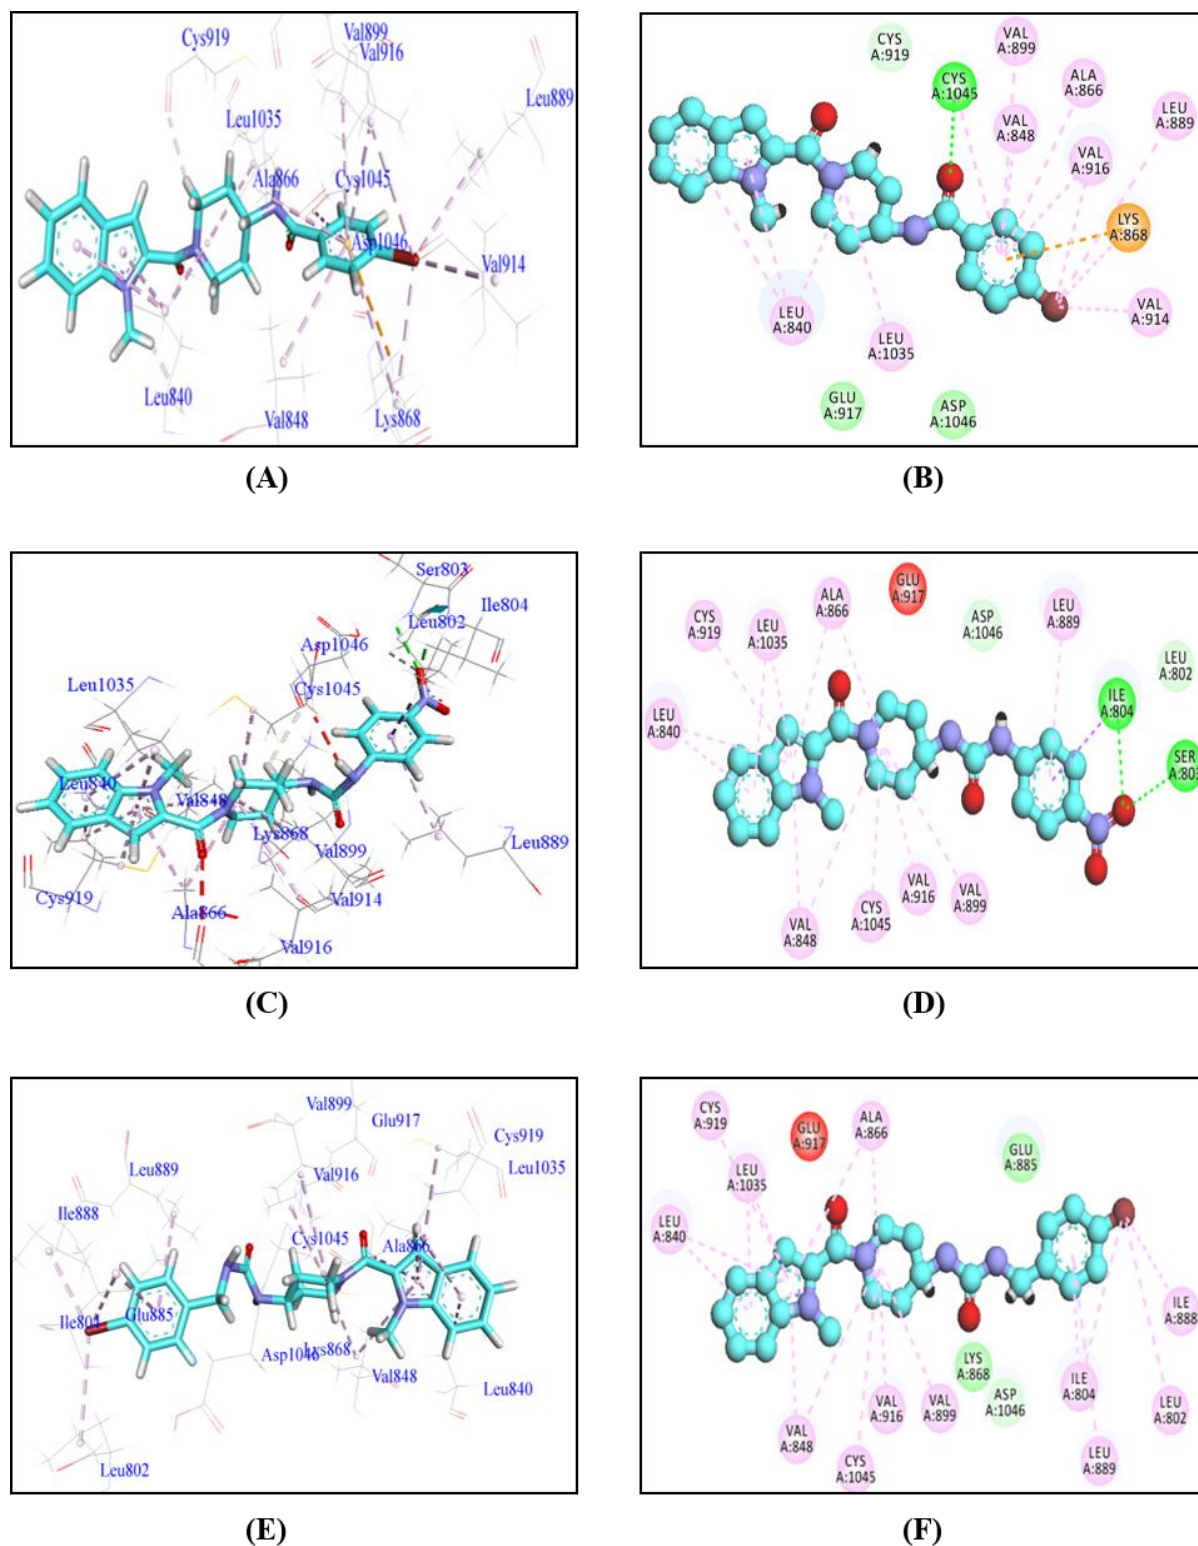 Cys919
Val899
Val916
Leu889
Leu1035
Ala866
Cys1045
Asp1046
Val914
Leu840
Val848
Lys868
(A)
CYS
A:919
CYS
A:1045
VAL
A:899
ALA
A:866
LEU
A:889
VAL
A:848
VAL
A:916
LYS
A:868
LEU
A:840
LEU
A:1035
VAL
A:914
GLU
A:917
ASP
A:1046
(B)
Ser803
Ile804
Leu802
Asp1046
Cys1045
Leu1035
Leu840
Val848
Lys868
Val899
Leu889
Cys919
Ala866
Val914
Val916
(C)
GLU
A:917
ALA
A:866
CYS
A:919
LEU
A:1035
ASP
A:1046
LEU
A:889
LEU
A:802
LEU
A:840
ILE
A:804
SER
A:803
VAL
A:848
CYS
A:1045
VAL
A:916
VAL
A:899
(D)
Val899
Glu917
Cys919
Leu889
Val916
Leu1035
Ile888
Cys1045
Ala866
Ile804
Glu885
Asp1046
Lys868
Val848
Leu840
Leu802
(E)
CYS
A:919
GLU
A:917
ALA
A:866
GLU
A:885
LEU
A:1035
LEU
A:840
ILE
A:888
LYS
A:868
ASP
A:1046
ILE
A:804
LEU
A:802
VAL
A:848
VAL
A:916
VAL
A:899
CYS
A:1045
LEU
A:889
(F)